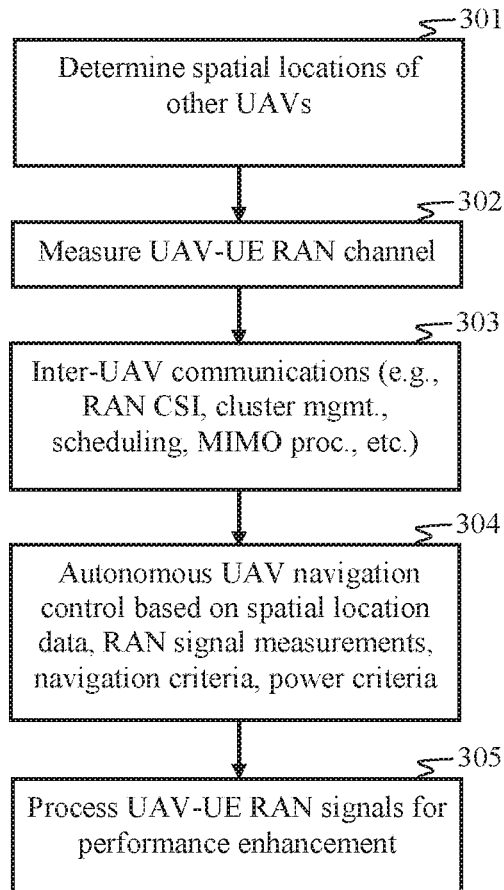 301
Determine spatial locations of
other UAVs
302
Measure UAV-UE RAN channel
303
Inter-UAV communications (e.g.,
RAN CSI, cluster mgmt.,
scheduling, MIMO proc., etc.)
304
Autonomous UAV navigation
control based on spatial location
data, RAN signal measurements,
navigation criteria, power criteria
305
Process UAV-UE RAN signals for
performance enhancement